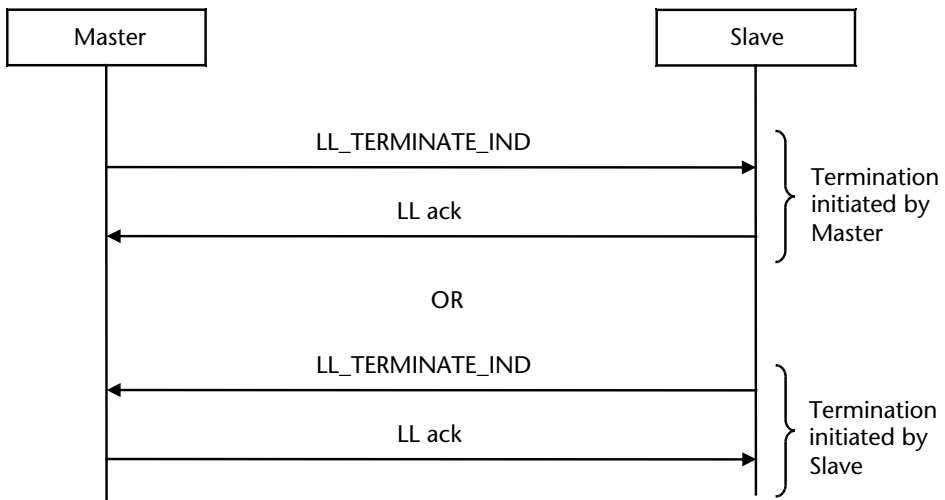 Master
Slave
LL_TERMINATE_IND
LL ack
Termination
initiated by
Master
OR
LL_TERMINATE_IND
LL ack
Termination
initiated by
Slave